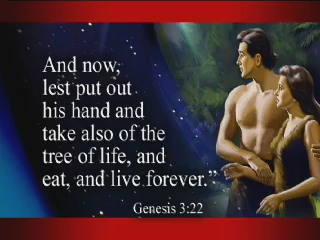 And now,
lest put out
his hand and
take also of the
tree of life, and
eat, and live forever.”
Genesis 3:22